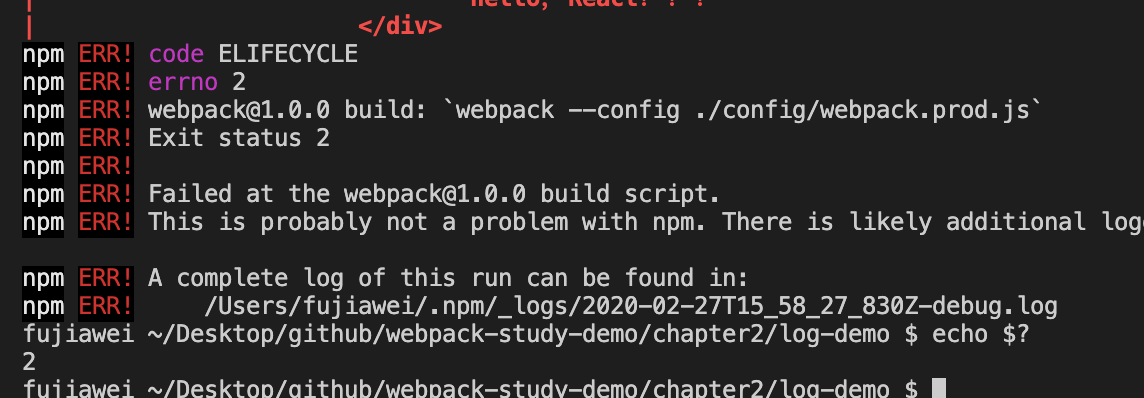 hello, React! ! !
| </div>
npm ERR! code ELIFECYCLE
npm ERR! errno 2
npm ERR! webpack@1.0.0 build: `webpack --config ./config/webpack.prod.js`
npm ERR! Exit status 2
npm ERR!
npm ERR! Failed at the webpack@1.0.0 build script.
npm ERR! This is probably not a problem with npm. There is likely additional
npm ERR! A complete log of this run can be found in:
npm ERR!     /Users/fujiawei/.npm/_logs/2020-02-27T15_58_27_830Z-debug.log
fujiawei ~/Desktop/github/webpack-study-demo/chapter2/log-demo $ echo $?
2
fujiawei ~/Desktop/github/webpack-study-demo/chapter2/log-demo $